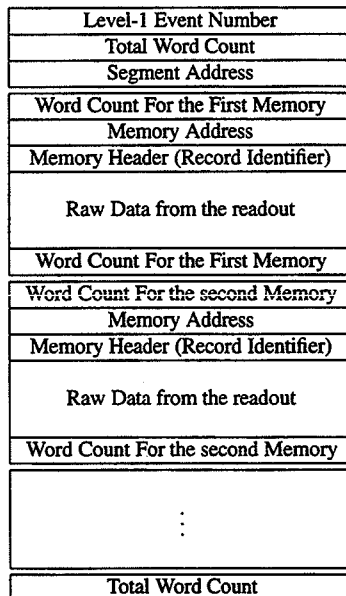 Level-1 Event Number
Total Word Count
Segment Address
Word Count For the First Memory
Memory Address
Memory Header (Record Identifier)
Raw Data from the readout
Word Count For the First Memory
Word Count For the second Memory
Memory Address
Memory Header (Record Identifier)
Raw Data from the readout
Word Count For the second Memory
⋮
Total Word Count